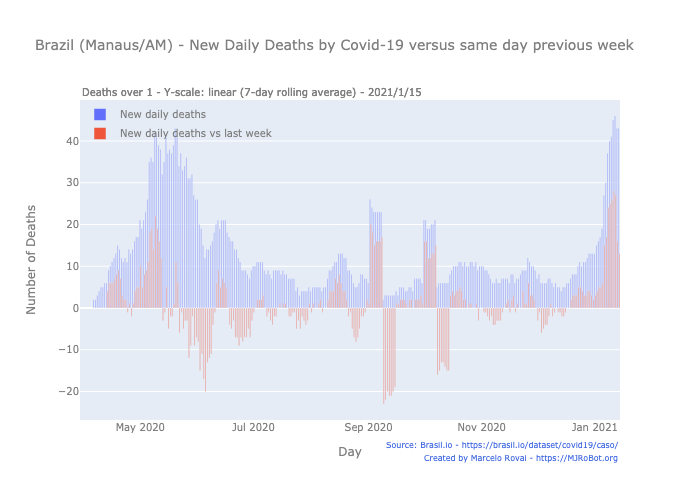 Brazil (Manaus/AM) - New Daily Deaths by Covid-19 versus same day previous week
Deaths over 1 - Y-scale: linear (7-day rolling average) - 2021/1/15
New daily deaths
New daily deaths vs last week
40
30
20
10
0
−10
−20
Number of Deaths
May 2020
Jul 2020
Sep 2020
Nov 2020
Jan 2021
Day
Source: Brasil.io - https://brasil.io/dataset/covid19/caso/
Created by Marcelo Rovai - https://MJRoBot.org